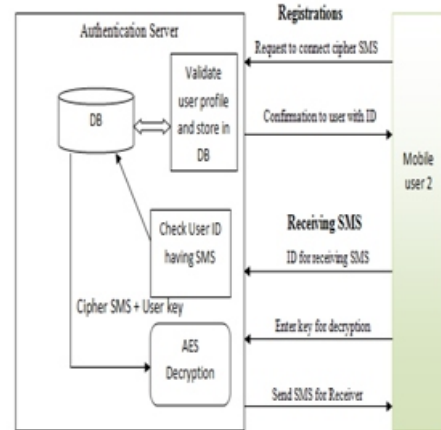 Registrations
Authentication Server
Request to connect cipher SMS
Validate
user profile
and store in
DB
DB
Confirmation to user with ID
Mobile
user 2
Receiving SMS
Check User ID
having SMS
ID for receiving SMS
Cipher SMS + User key
Enter key for decryption
AES
Decryption
Send SMS for Receiver